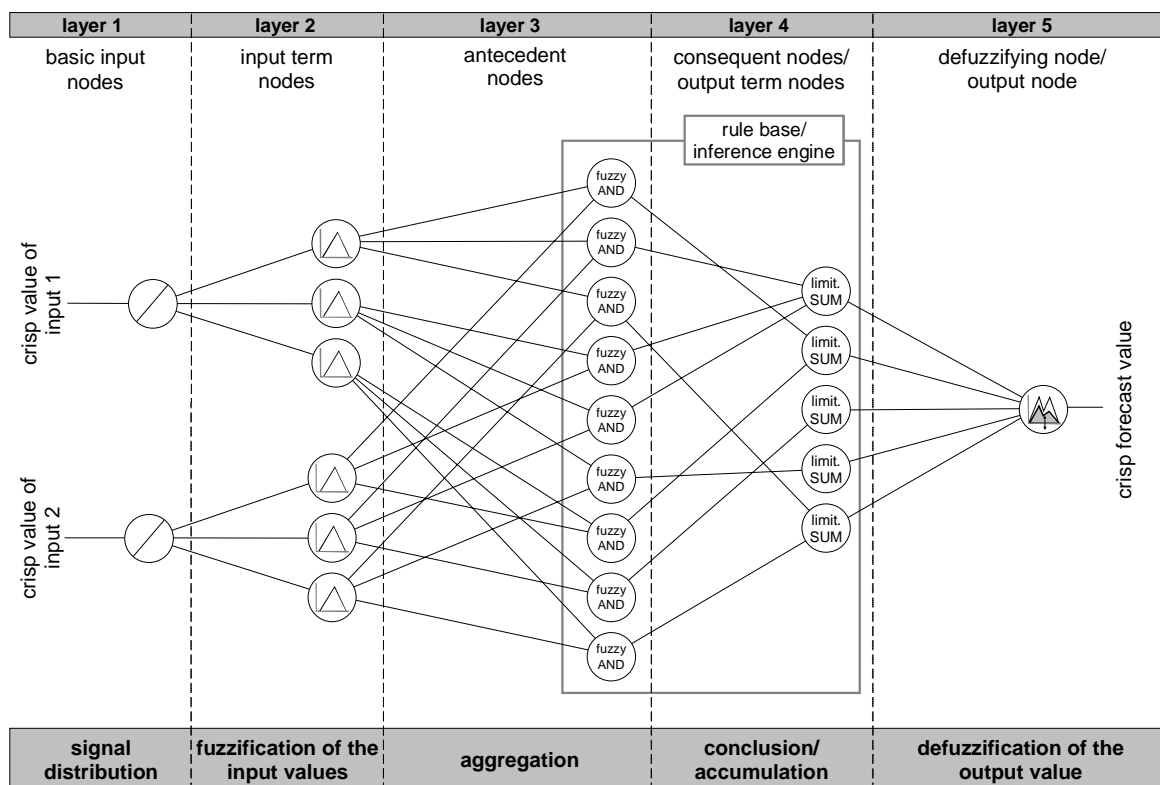 layer 1
layer 2
layer 3
layer 4
layer 5
basic input
nodes
input term
nodes
antecedent
nodes
consequent nodes/
output term nodes
defuzzifying node/
output node
rule base/
inference engine
fuzzy
AND
fuzzy
AND
fuzzy
AND
fuzzy
AND
fuzzy
AND
fuzzy
AND
fuzzy
AND
fuzzy
AND
fuzzy
AND
limit.
SUM
limit.
SUM
limit.
SUM
limit.
SUM
limit.
SUM
crisp value of
input 1
crisp value of
input 2
crisp forecast value
signal
distribution
fuzzification of the
input values
aggregation
conclusion/
accumulation
defuzzification of the
output value